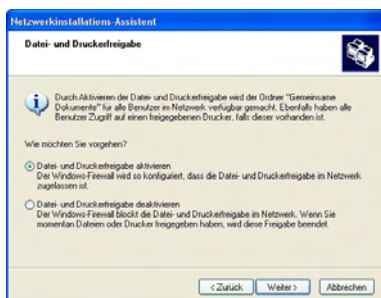 Netzwerkinstallations-Assistent
Datei- und Druckerfreigabe
Durch Aktivieren der Datei- und Druckerfreigabe wird der Ordner "Gemeinsame
Dokumente" für alle Benutzer im Netzwerk verfügbar gemacht. Ebenfalls haben alle
Benutzer Zugriff auf einen freigegebenen Drucker, falls dieser vorhanden ist.
Wie möchten Sie vorgehen?
Datei- und Druckerfreigabe aktivieren
Der Windows-Firewall wird so konfiguriert, dass die Datei- und Druckerfreigabe im Netzwerk
zugelassen ist.
Datei- und Druckerfreigabe deaktivieren
Der Windows-Firewall blockt die Datei- und Druckerfreigabe im Netzwerk. Wenn Sie
momentan Dateien oder Drucker freigegeben haben, wird diese Freigabe beendet.
< Zurück Weiter > Abbrechen